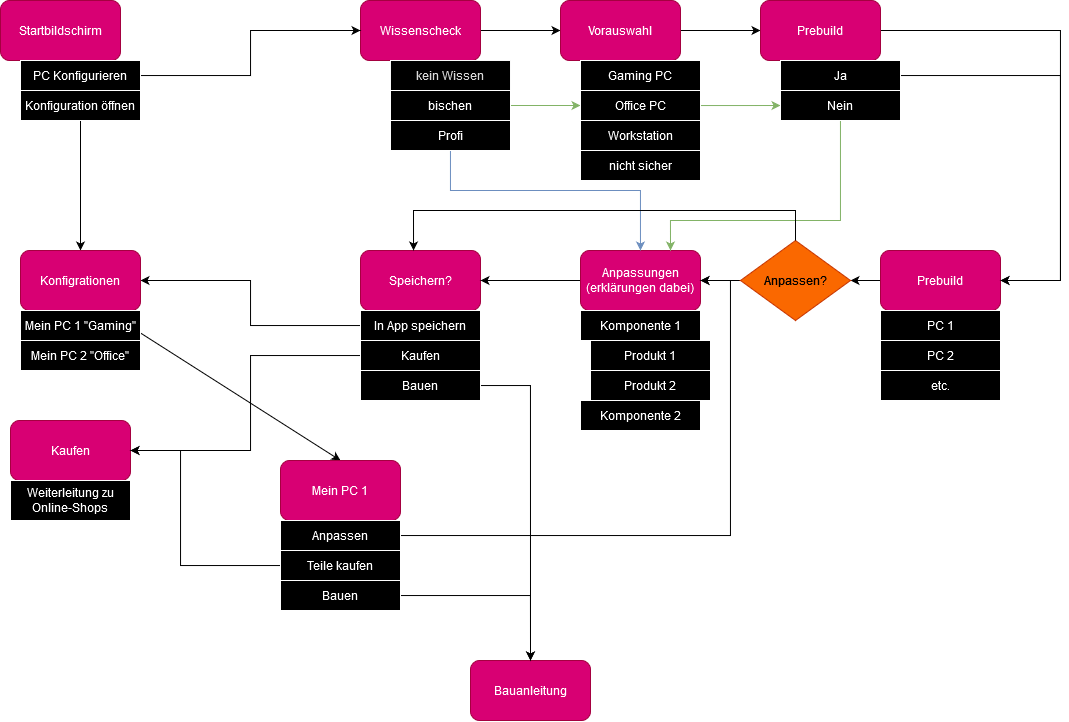 Startbildschirm
PC Konfigurieren
Konfiguration öffnen
Wissenscheck
kein Wissen
bischen
Profi
Vorauswahl
Gaming PC
Office PC
Workstation
nicht sicher
Prebuild
Ja
Nein
Konfigrationen
Mein PC 1 "Gaming"
Mein PC 2 "Office"
Speichern?
In App speichern
Kaufen
Bauen
Anpassungen
(erklärungen dabei)
Komponente 1
Produkt 1
Produkt 2
Komponente 2
Anpassen?
Prebuild
PC 1
PC 2
etc.
Kaufen
Weiterleitung zu
Online-Shops
Mein PC 1
Anpassen
Teile kaufen
Bauen
Bauanleitung